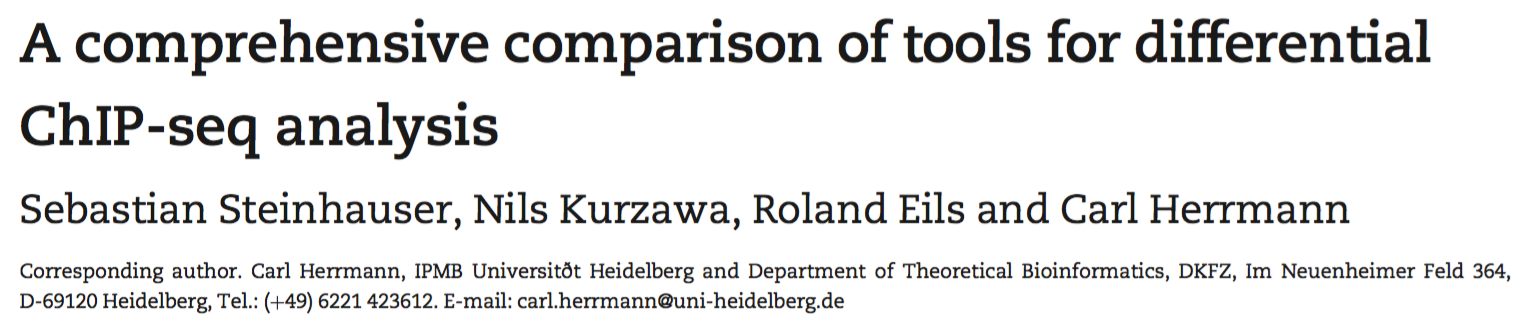 A comprehensive comparison of tools for differential
ChIP-seq analysis
Sebastian Steinhauser, Nils Kurzawa, Roland Eils and Carl Herrmann
Corresponding author. Carl Herrmann, IPMB Universitðt Heidelberg and Department of Theoretical Bioinformatics, DKFZ, Im Neuenheimer Feld 364,
D-69120 Heidelberg, Tel.: (+49) 6221 423612. E-mail: carl.herrmann@uni-heidelberg.de